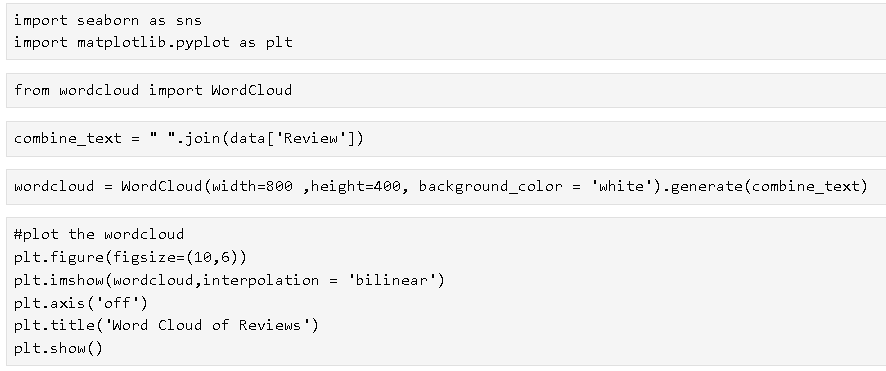 import seaborn as sns
import matplotlib.pyplot as plt
from wordcloud import WordCloud
combine_text = " ".join(data['Review'])
wordcloud = WordCloud(width=800 ,height=400, background_color = 'white').generate(combine_text)
#plot the wordcloud
plt.figure(figsize=(10,6))
plt.imshow(wordcloud,interpolation = 'bilinear')
plt.axis('off')
plt.title('Word Cloud of Reviews')
plt.show()